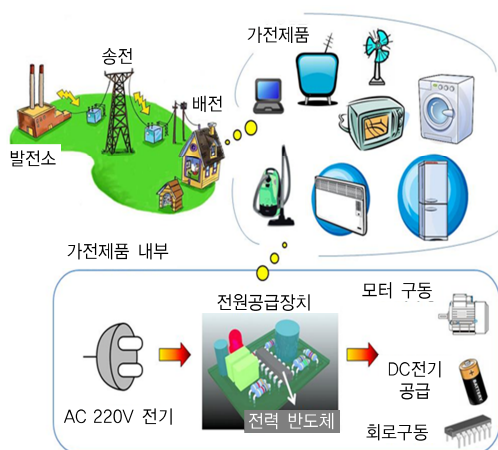 송전
배전
발전소
가전제품
가전제품 내부
AC 220V 전기
전원공급장치
전력 반도체
모터 구동
DC전기
공급
회로구동